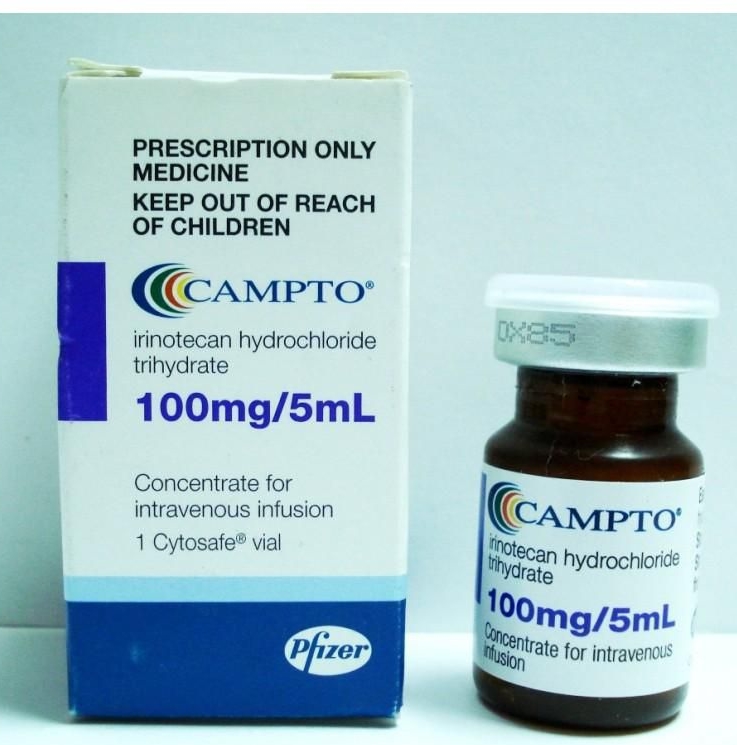 PRESCRIPTION ONLY
MEDICINE
KEEP OUT OF REACH
OF CHILDREN
CAMPTO®
irinotecan hydrochloride
trihydrate
100mg/5mL
Concentrate for
intravenous infusion
1 Cytosafe® vial
Pfizer
DX85
CAMPTO®
irinotecan hydrochloride
trihydrate
100mg/5mL
Concentrate for intravenous
infusion